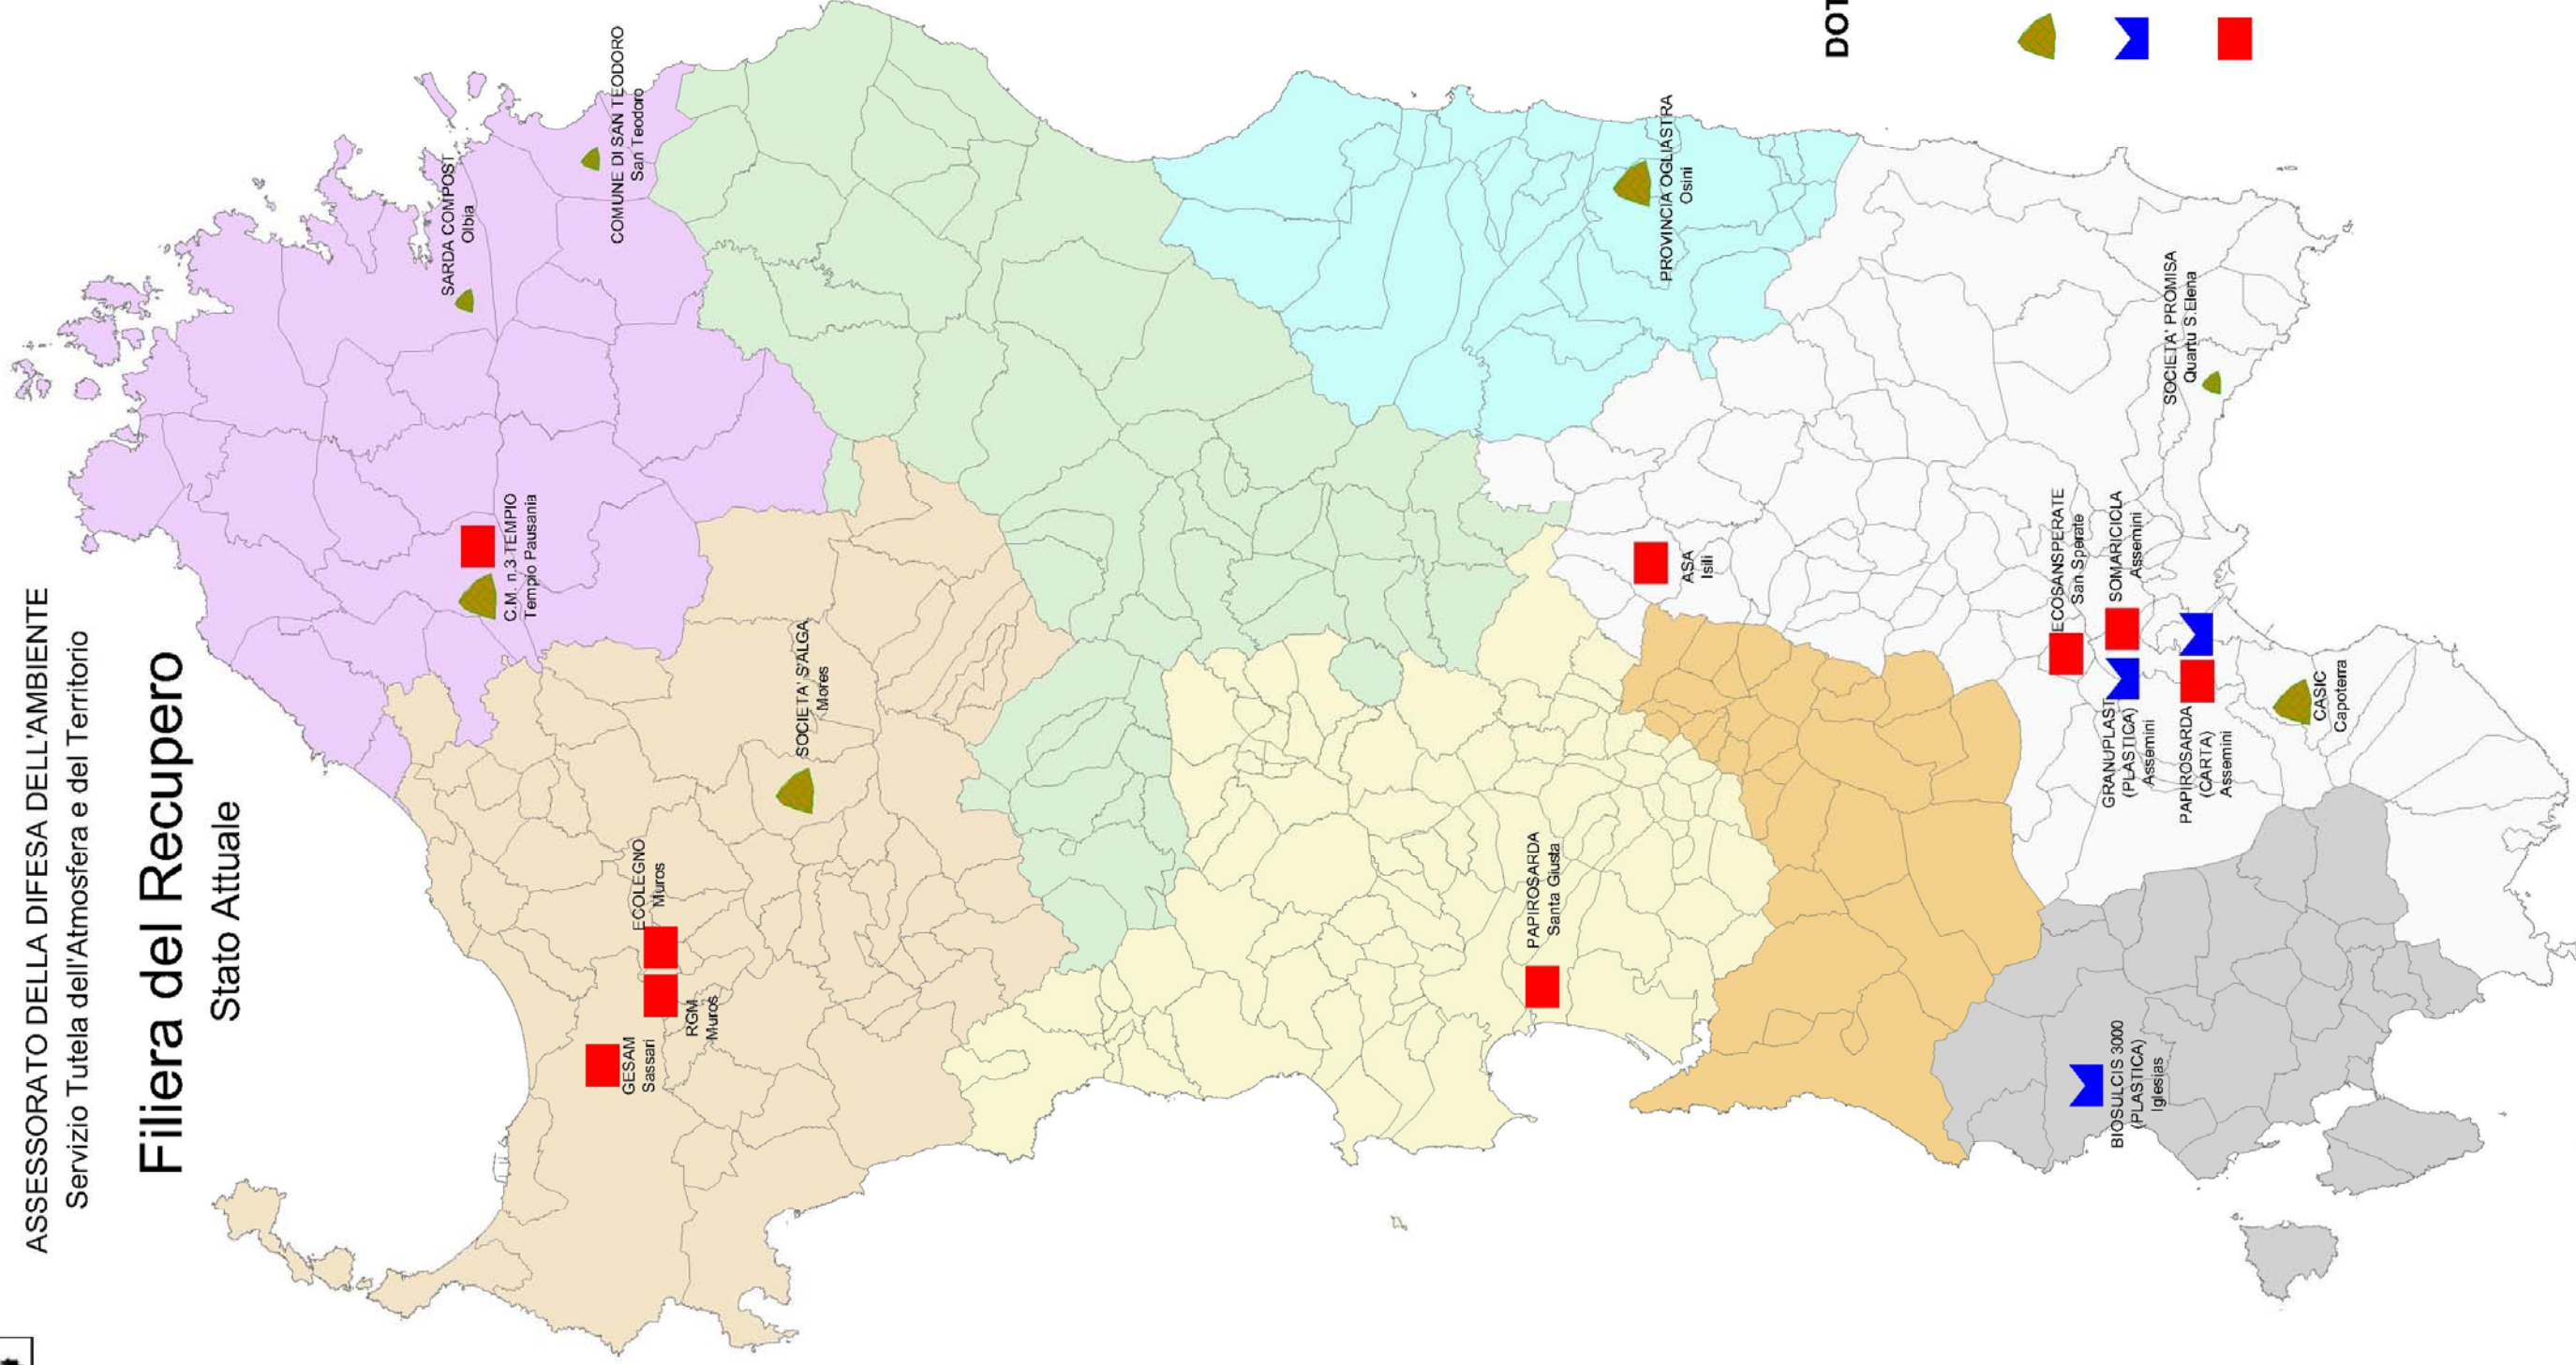 ASSESSORATO DELLA DIFESA DELL'AMBIENTE
Servizio Tutela dell'Atmosfera e del Territorio
Filiera del Recupero
Stato Attuale
SARDA COMPOST
Olbia
COMUNE DI SAN TEODORO
San Teodoro
C.M. n.3 TEMPIO
Tempio Pausania
SOCIETA' S'ALGA
Mores
ECOLEGNO
Muros
RGM
Muros
GESAM
Sassari
PROVINCIA OGLIASTRA
Osini
PAPIROSARDA
Santa Giusta
ASA
Isili
ECOSANSPERATE
San Sperate
SOMARICICLA
Assemini
GRANUPLAST
(PLASTICA)
Assemini
PAPIROSARDA
(CARTA)
Assemini
SOCIETA' PROMISA
Quartu S.Elena
CASIC
Capoterra
BIOSULCIS 3000
(PLASTICA)
Iglesias
DOT